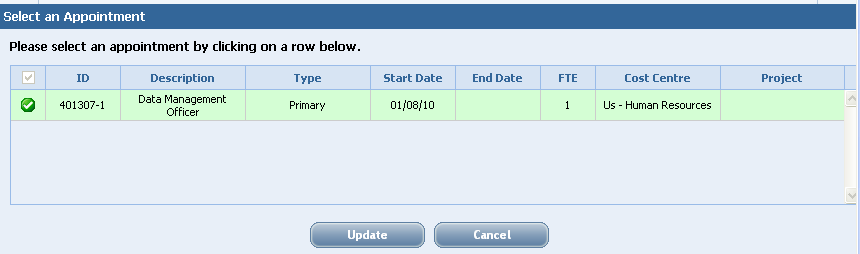 Select an Appointment
Please select an appointment by clicking on a row below.
ID Description Type Start Date End Date FTE Cost Centre Project
401307-1 Data Management Officer Primary 01/08/10 1 Us - Human Resources
Update Cancel